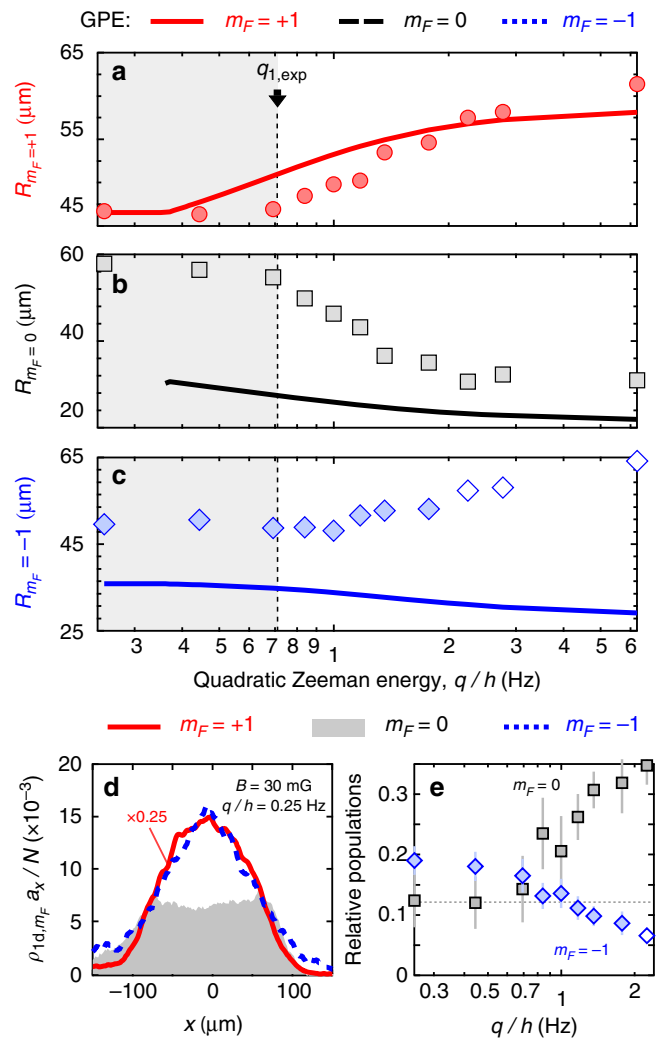 GPE: m_F = +1 m_F = 0 m_F = −1
a
q_1,exp
R_m_F=+1 (μm)
65
55
45
b
R_m_F=0 (μm)
60
40
20
c
R_m_F=−1 (μm)
65
45
25
3 4 5 6 7 8 9 1 2 3 4 5 6
Quadratic Zeeman energy, q / h (Hz)
m_F = +1 m_F = 0 m_F = −1
d
B = 30 mG
q / h = 0.25 Hz
×0.25
ρ_1d,m_F a_x / N (×10⁻³)
20
15
10
5
0
−100 0 100
x (μm)
e
m_F = 0
m_F = −1
Relative populations
0.3
0.2
0.1
0
0.3 0.5 0.7 1 2
q / h (Hz)